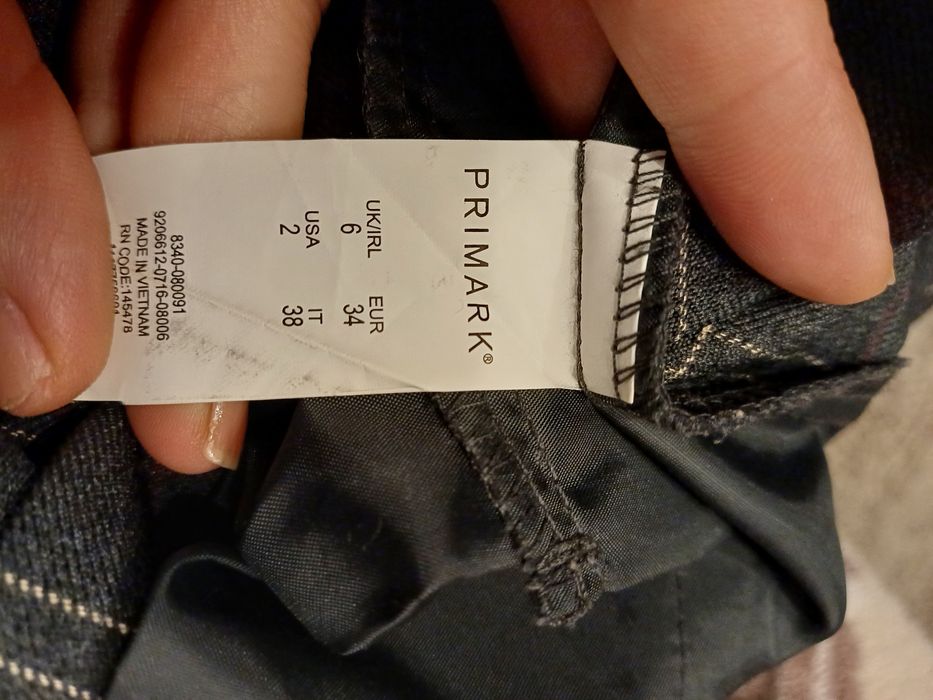 PRIMARK®
UK/IRL EUR
6 34
USA IT
2 38
8340-080091
9206612-0716-08006
MADE IN VIETNAM
RN CODE:145478